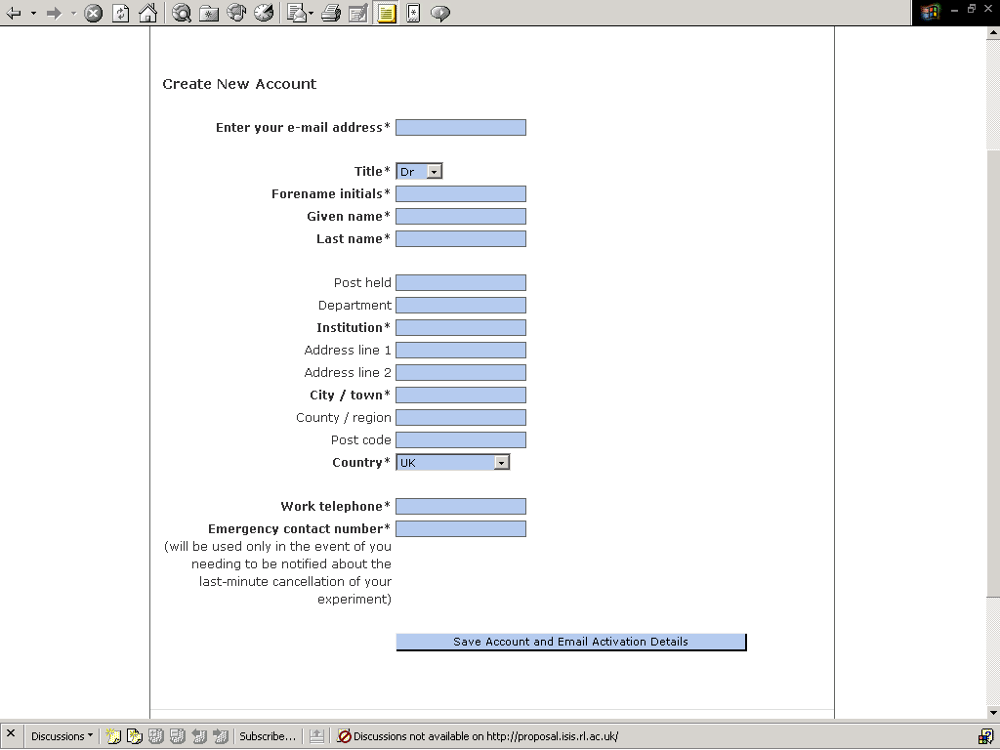 Create New Account
Enter your e-mail address*
Title* Dr
Forename initials*
Given name*
Last name*
Post held
Department
Institution*
Address line 1
Address line 2
City / town*
County / region
Post code
Country* UK
Work telephone*
Emergency contact number*
(will be used only in the event of you
needing to be notified about the
last-minute cancellation of your
experiment)
Save Account and Email Activation Details
Discussions Subscribe... Discussions not available on http://proposal.isis.rl.ac.uk/